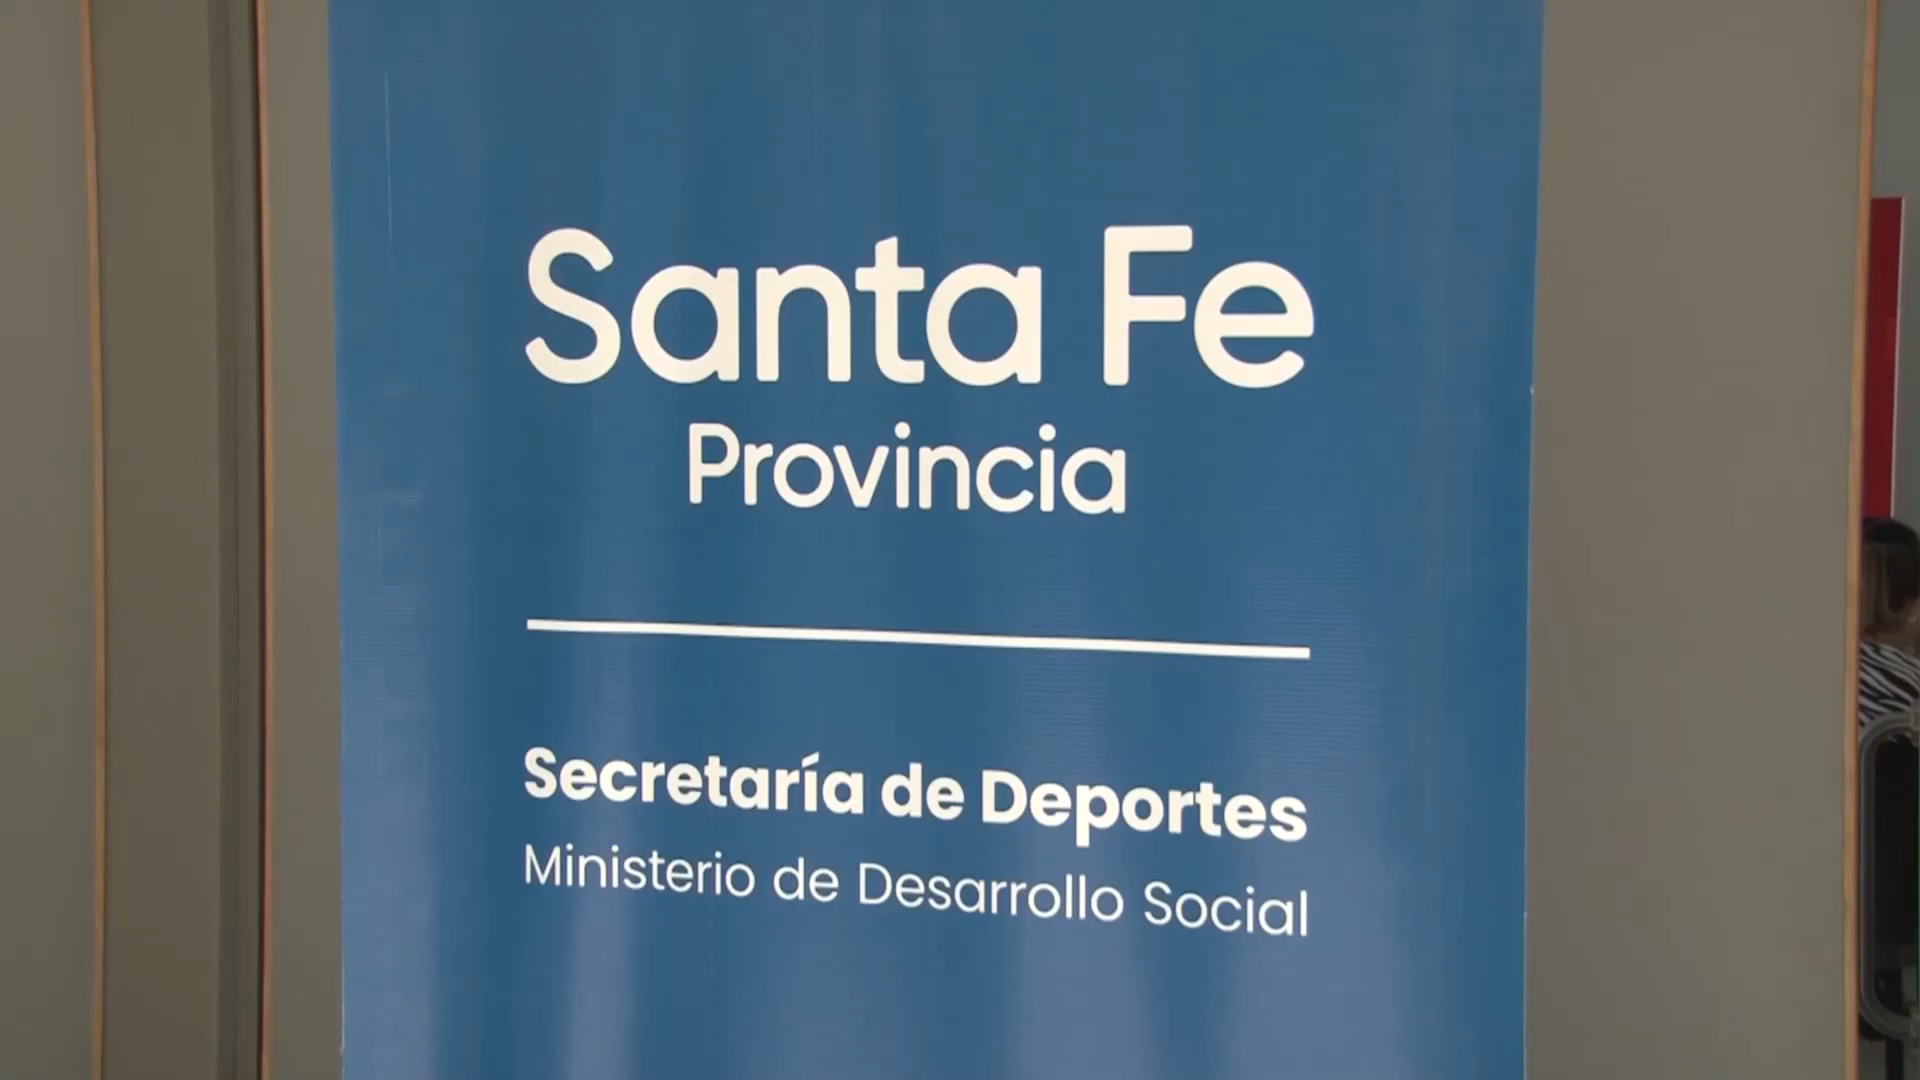 Santa Fe
Provincia
Secretaría de Deportes
Ministerio de Desarrollo Social